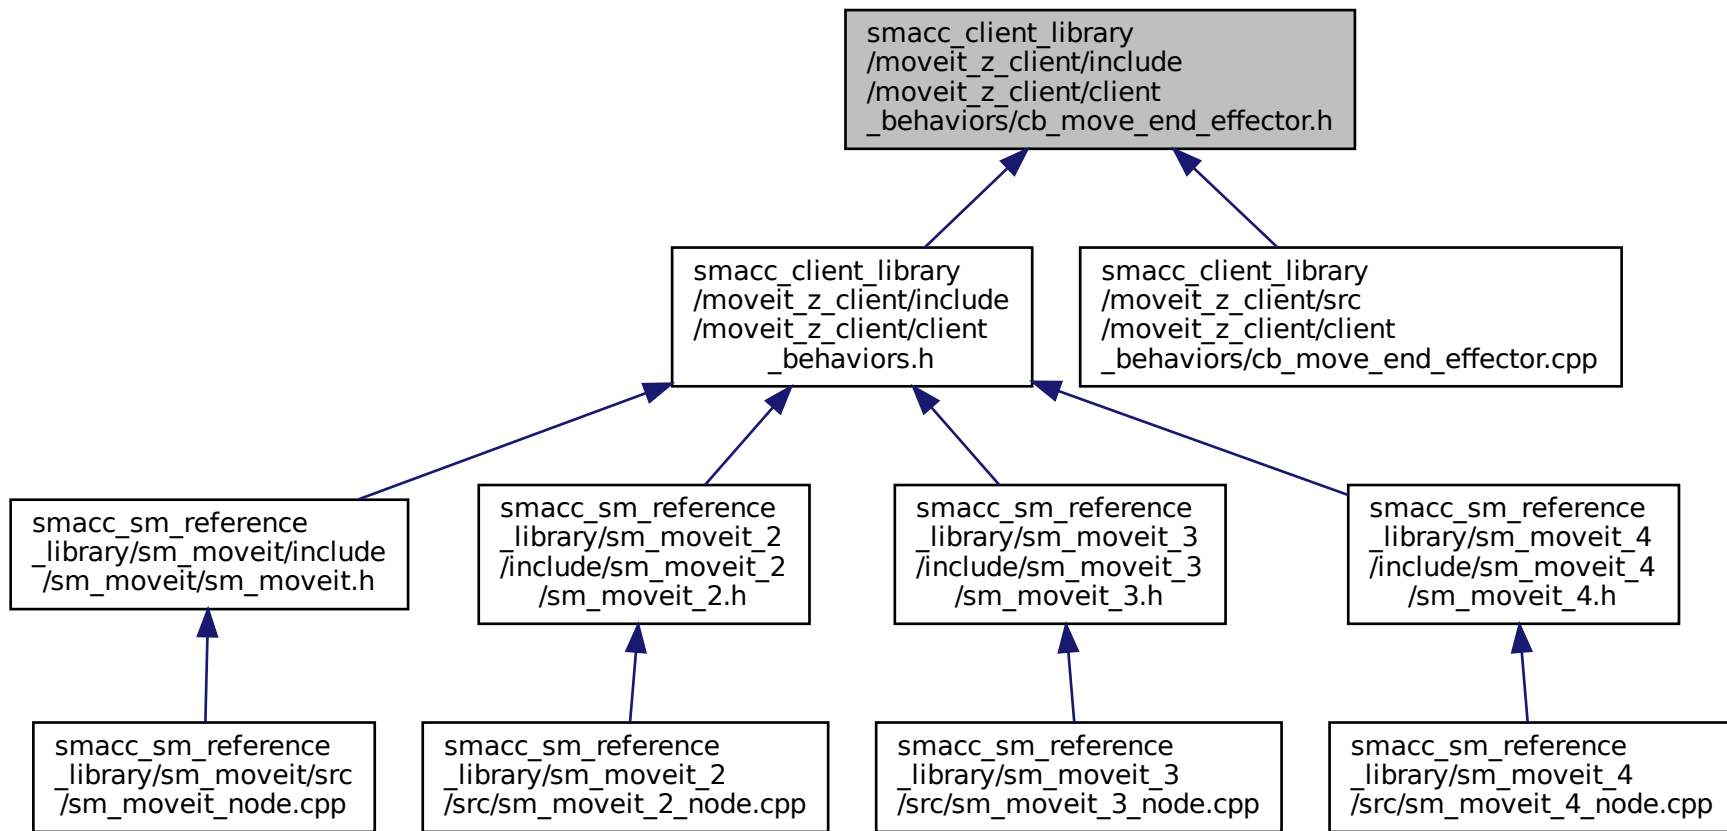 smacc_client_library
/moveit_z_client/include
/moveit_z_client/client
_behaviors/cb_move_end_effector.h
smacc_client_library
/moveit_z_client/include
/moveit_z_client/client
_behaviors.h
smacc_client_library
/moveit_z_client/src
/moveit_z_client/client
_behaviors/cb_move_end_effector.cpp
smacc_sm_reference
_library/sm_moveit/include
/sm_moveit/sm_moveit.h
smacc_sm_reference
_library/sm_moveit_2
/include/sm_moveit_2
/sm_moveit_2.h
smacc_sm_reference
_library/sm_moveit_3
/include/sm_moveit_3
/sm_moveit_3.h
smacc_sm_reference
_library/sm_moveit_4
/include/sm_moveit_4
/sm_moveit_4.h
smacc_sm_reference
_library/sm_moveit/src
/sm_moveit_node.cpp
smacc_sm_reference
_library/sm_moveit_2
/src/sm_moveit_2_node.cpp
smacc_sm_reference
_library/sm_moveit_3
/src/sm_moveit_3_node.cpp
smacc_sm_reference
_library/sm_moveit_4
/src/sm_moveit_4_node.cpp